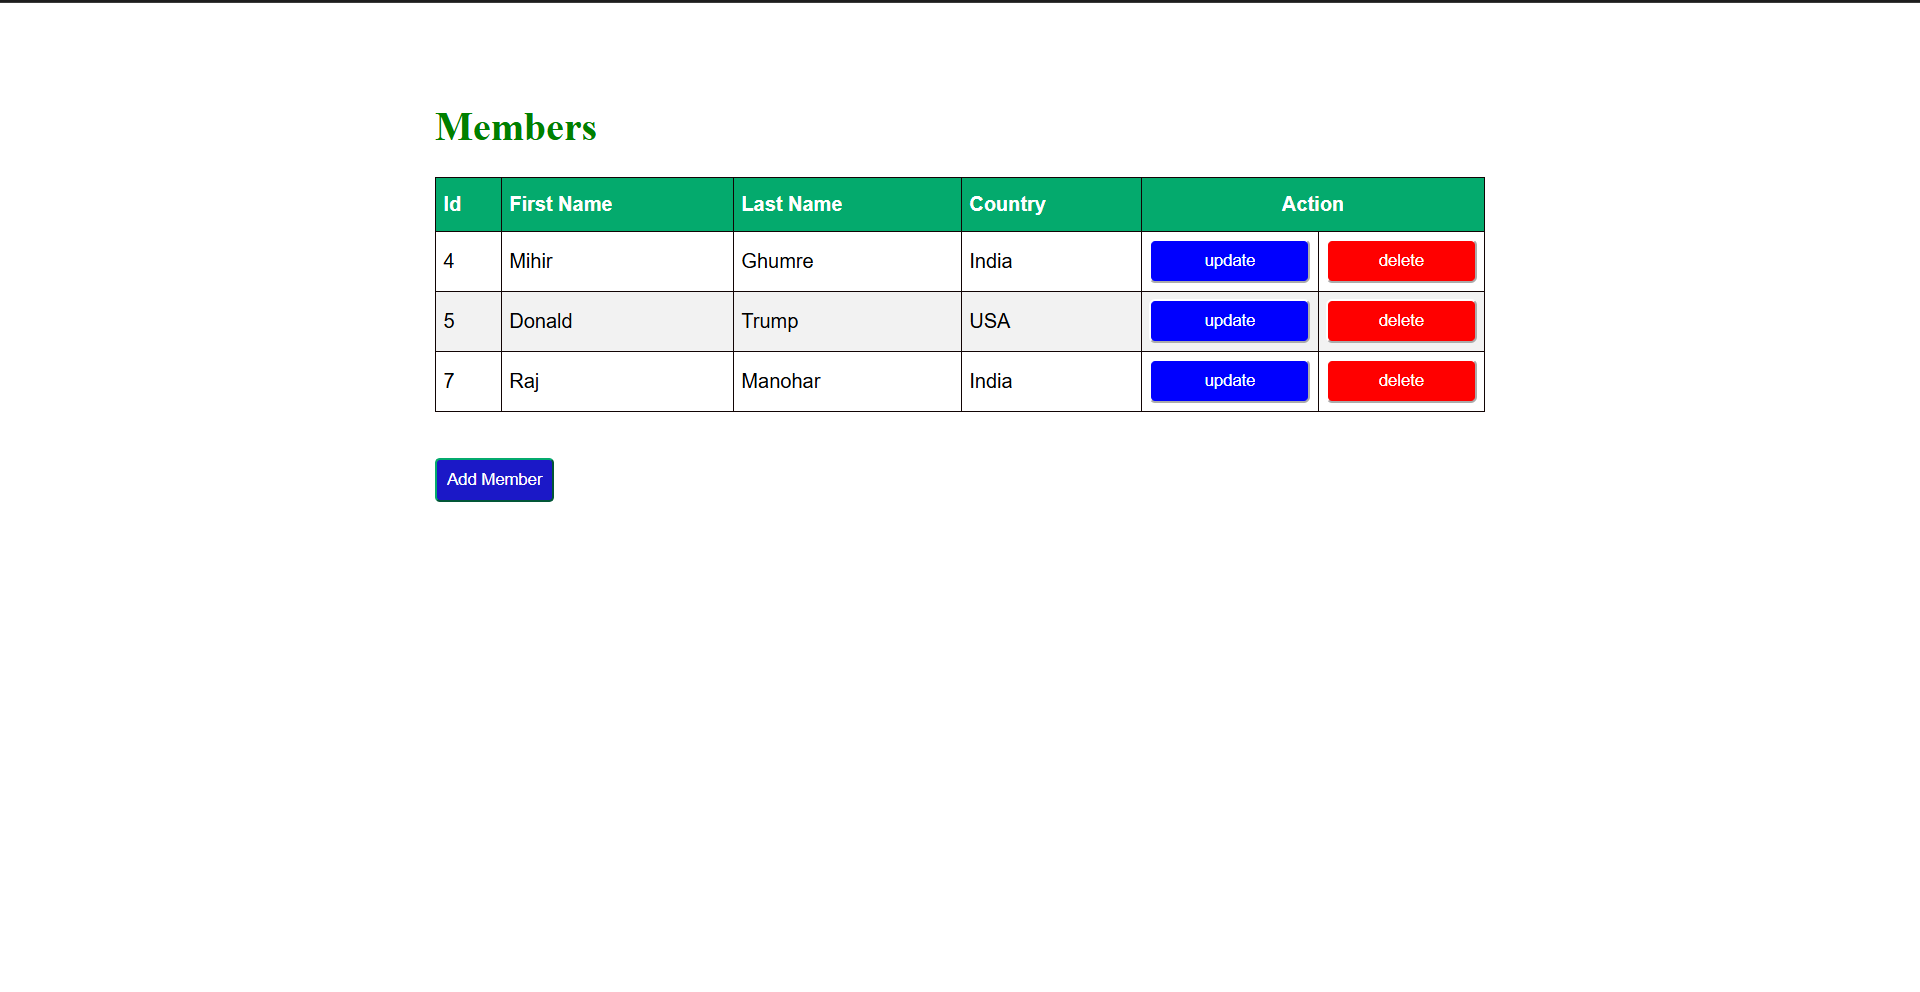 Members
Id First Name Last Name Country Action
4 Mihir Ghumre India update delete
5 Donald Trump USA update delete
7 Raj Manohar India update delete
Add Member